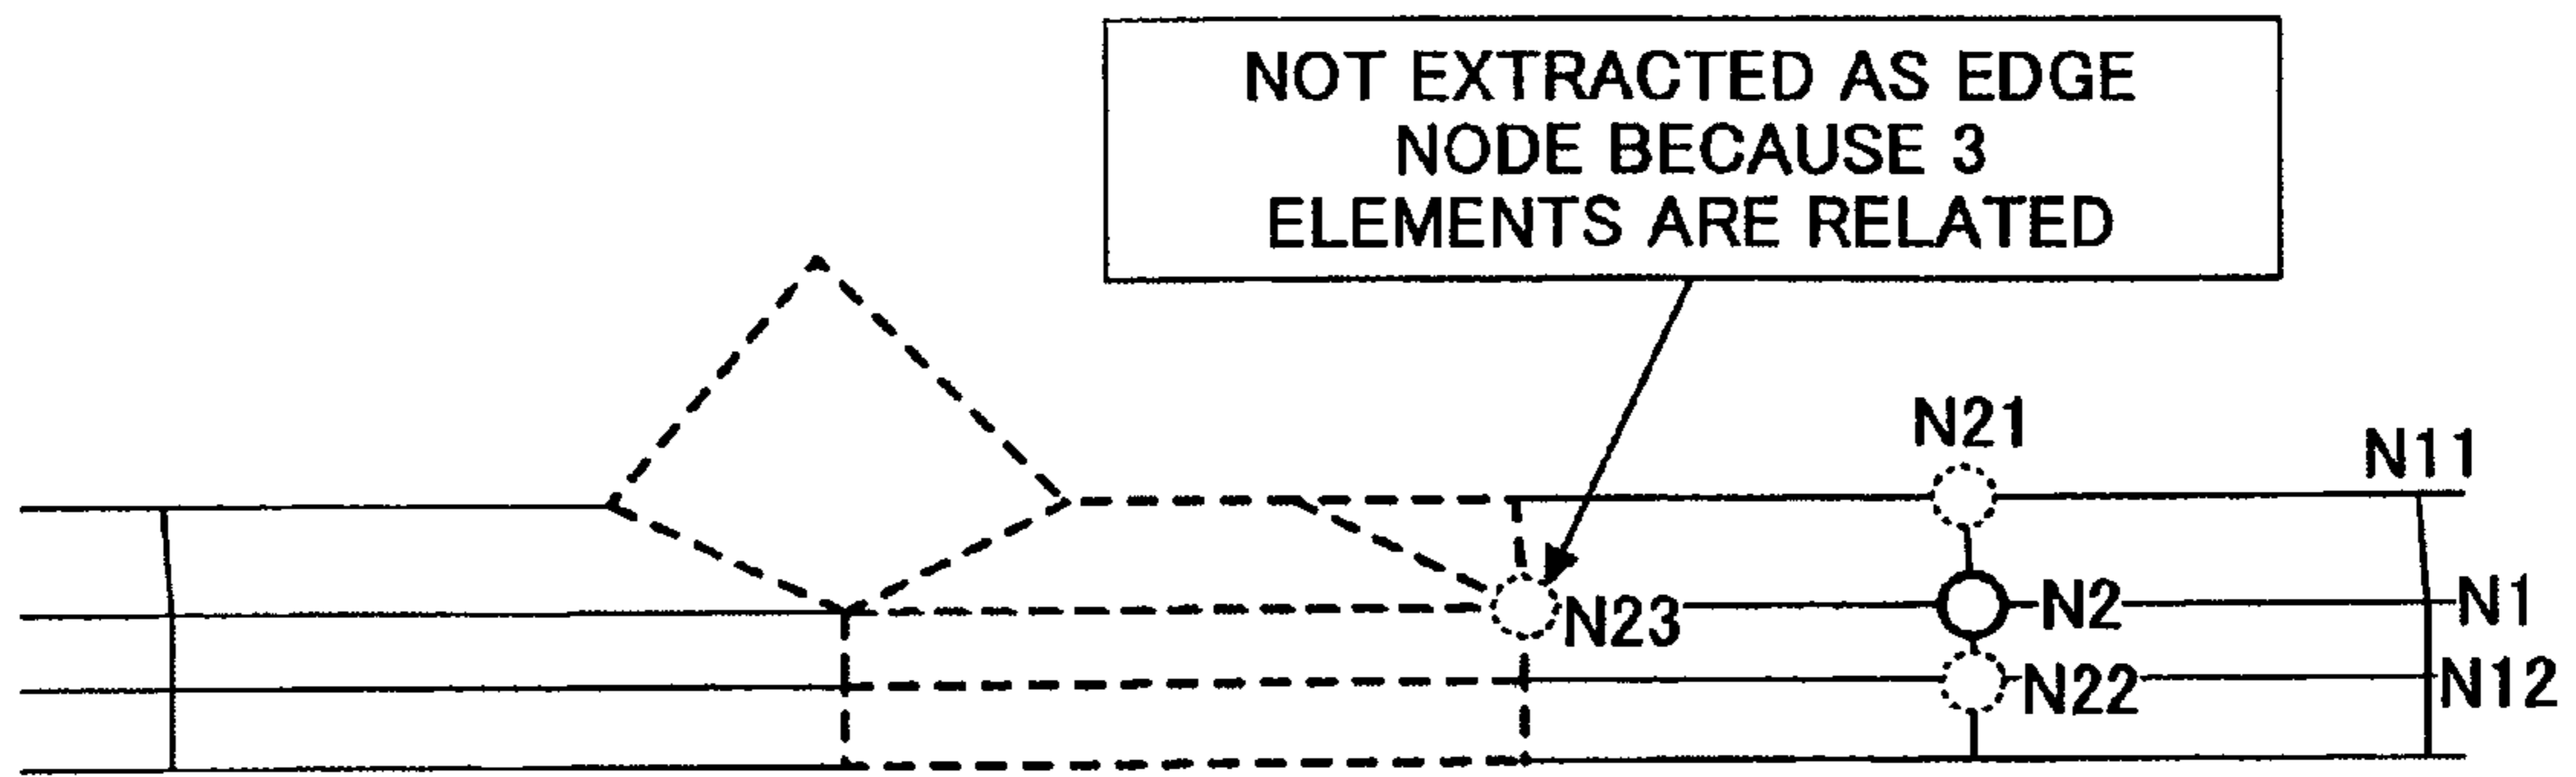 NOT EXTRACTED AS EDGE
NODE BECAUSE 3
ELEMENTS ARE RELATED
N21
N11
N23
N2
N1
N22
N12